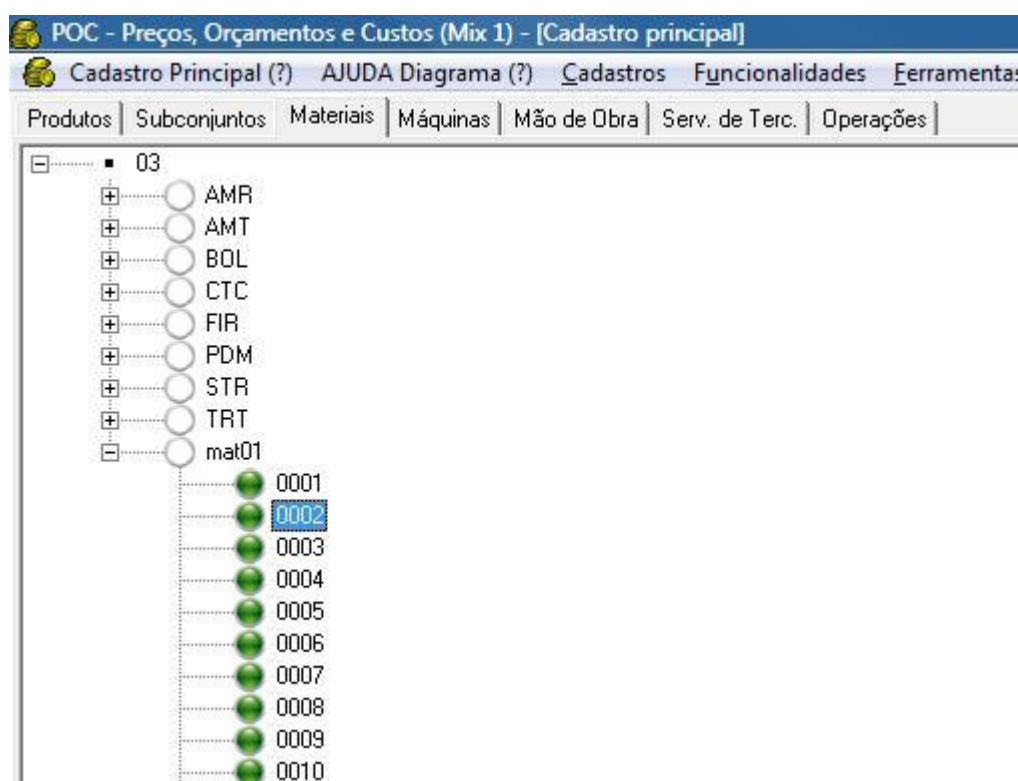 POC - Preços, Orçamentos e Custos (Mix 1) - [Cadastro principal]
Cadastro Principal (?) AJUDA Diagrama (?) Cadastros Funcionalidades Ferramentas
Produtos Subconjuntos Materiais Máquinas Mão de Obra Serv. de Terc. Operações
03
AMR
AMT
BOL
CTC
FIR
PDM
STR
TRT
mat01
0001
0002
0003
0004
0005
0006
0007
0008
0009
0010